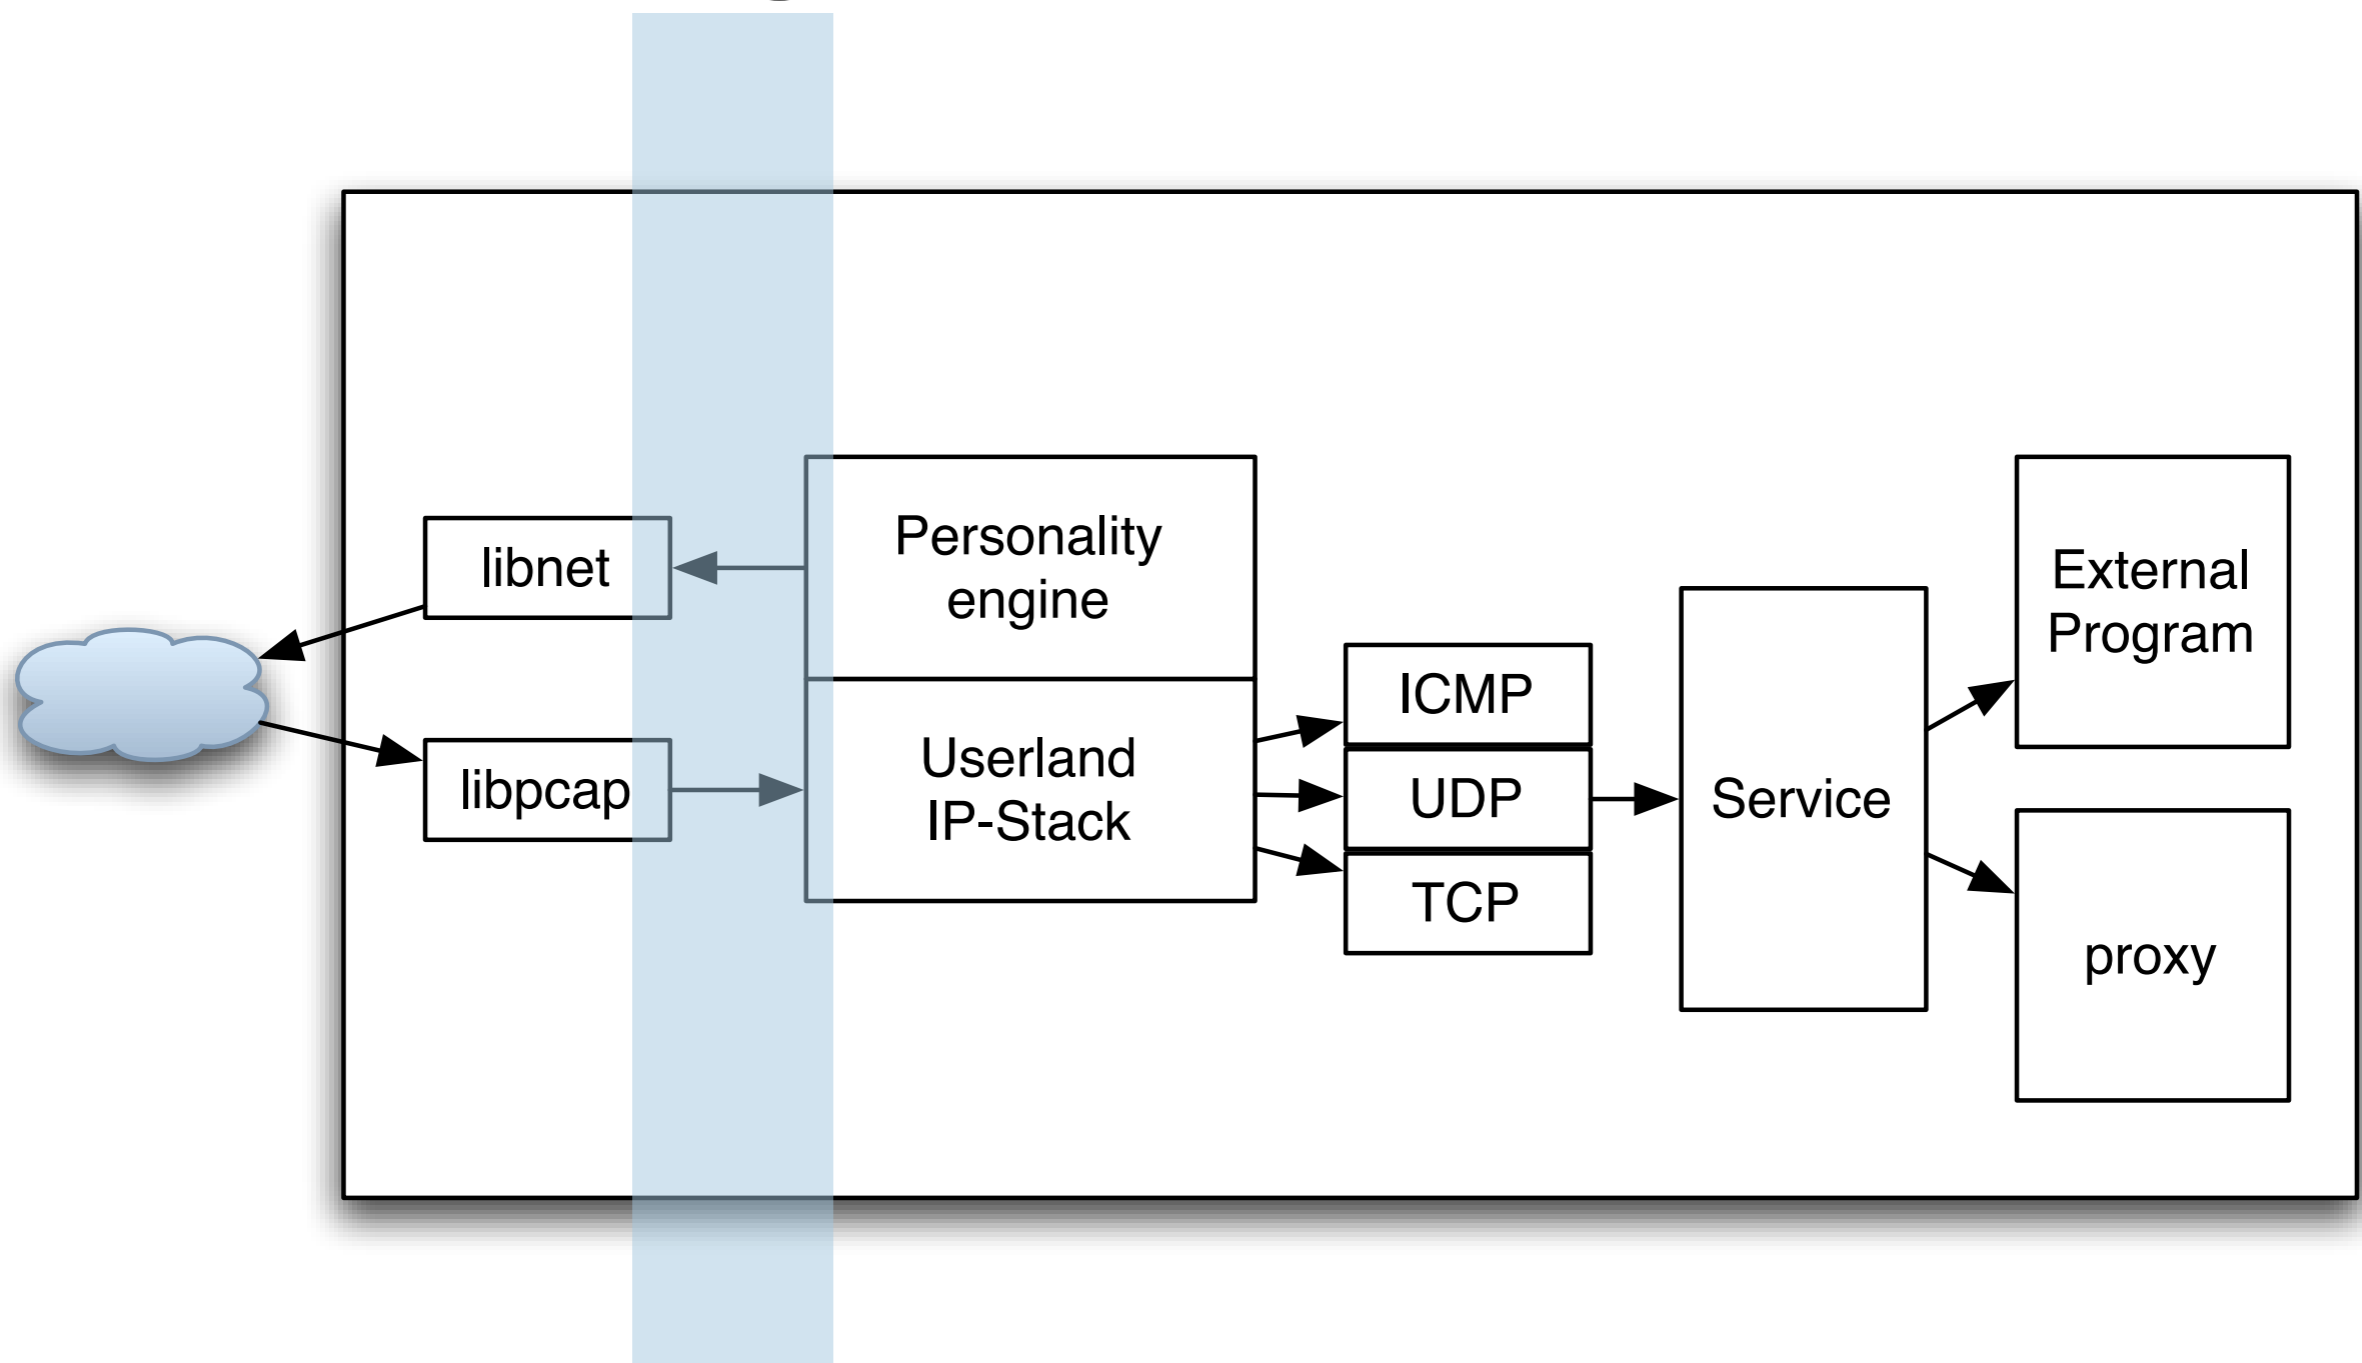 libnet
libpcap
Personality
engine
Userland
IP-Stack
ICMP
UDP
TCP
Service
External
Program
proxy